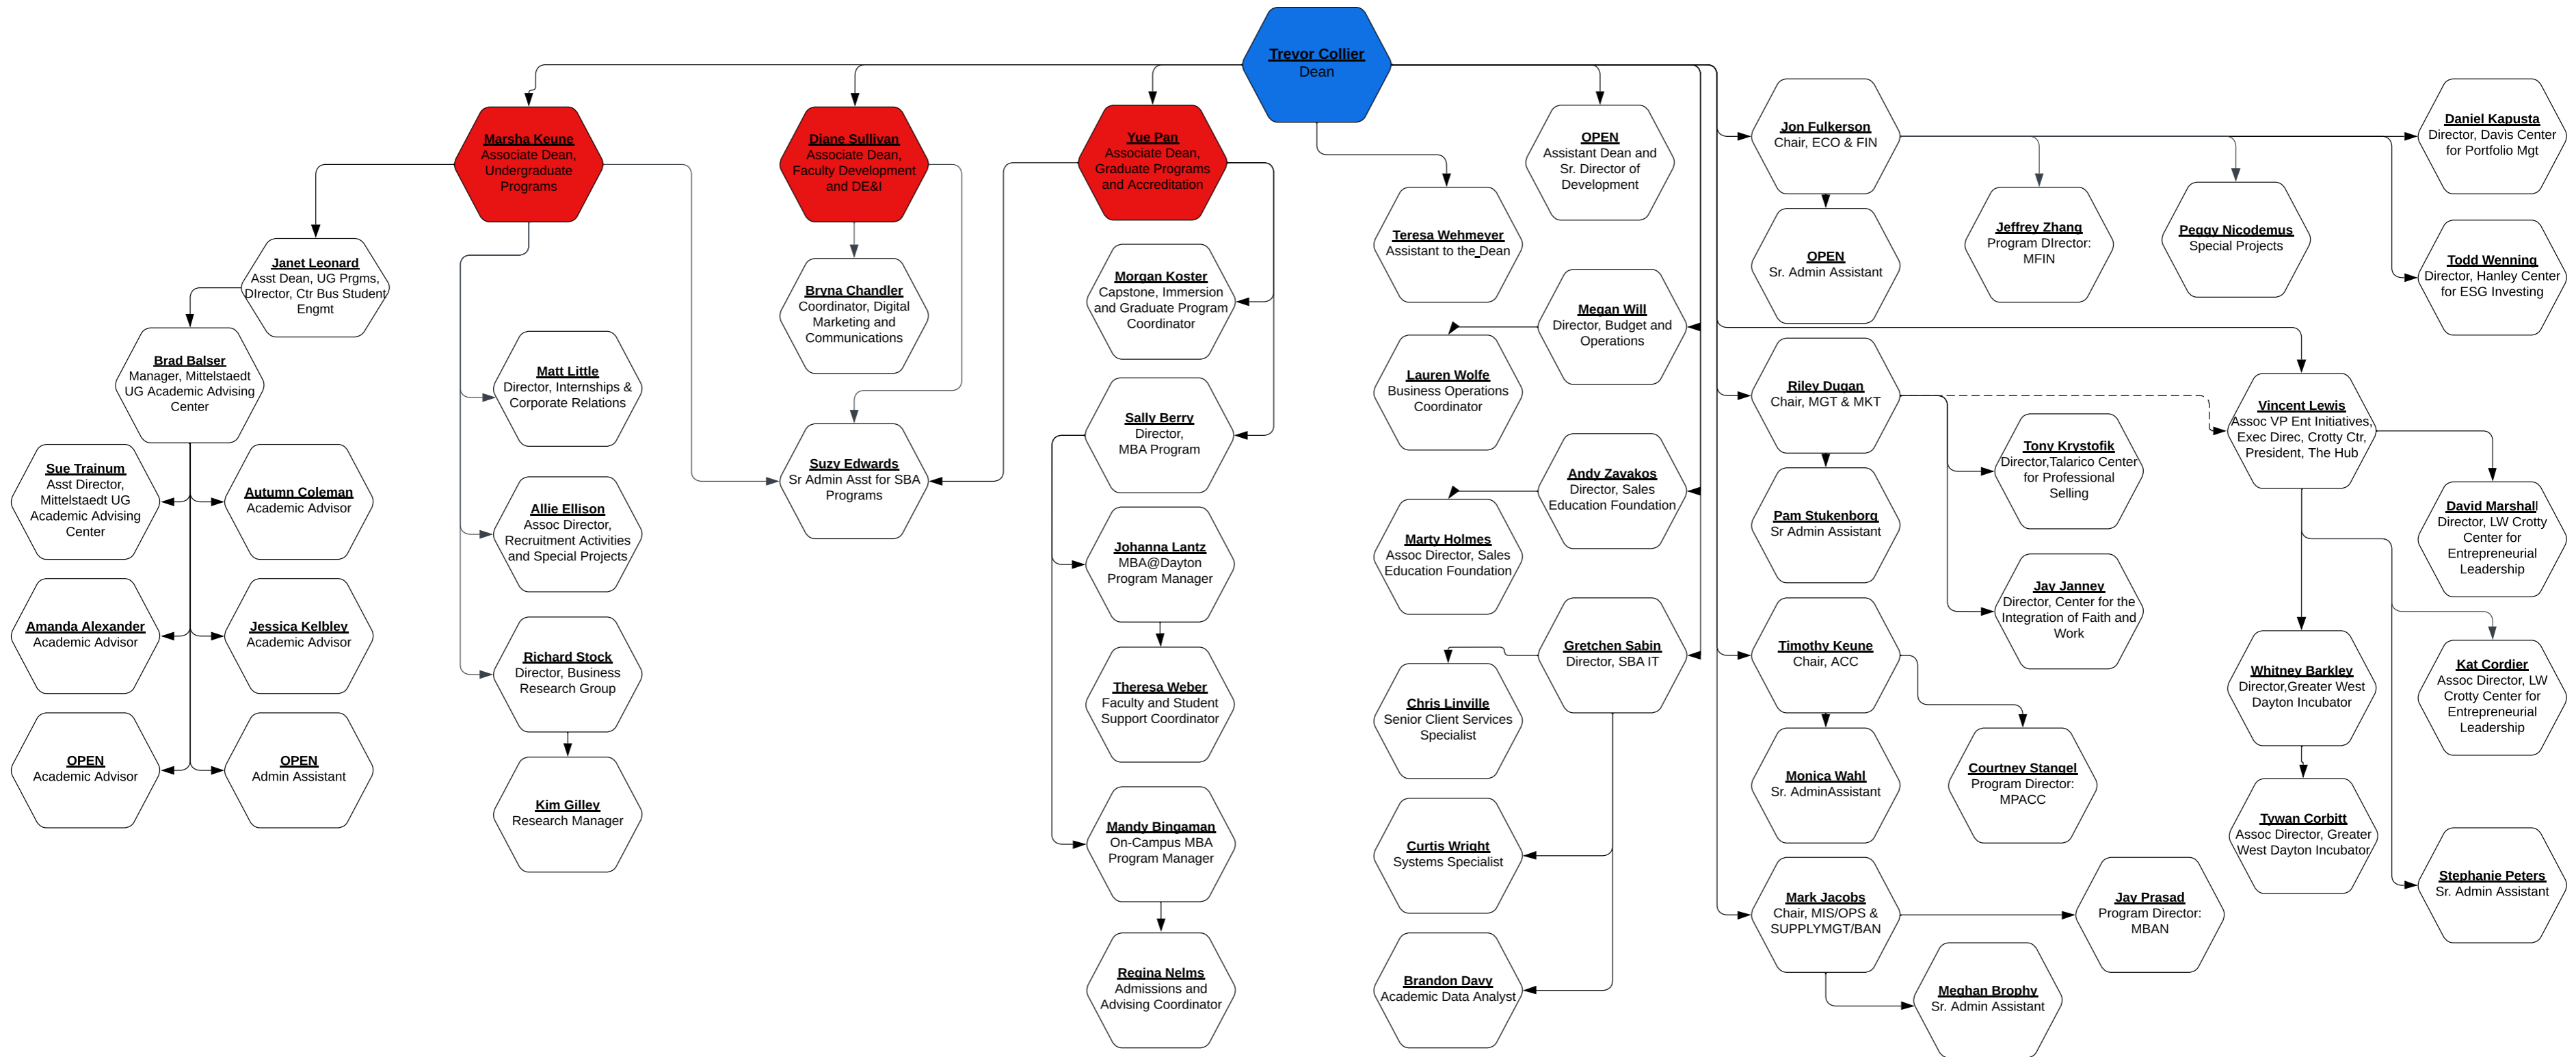 Trevor Collier
Dean
Marsha Keune
Associate Dean,
Undergraduate
Programs
Diane Sullivan
Associate Dean,
Faculty Development
and DE&I
Yue Pan
Associate Dean,
Graduate Programs
and Accreditation
OPEN
Assistant Dean and
Sr. Director of
Development
Teresa Wehmeyer
Assistant to the Dean
Janet Leonard
Asst Dean, UG Prgms,
DIrector, Ctr Bus Student
Engmt
Brad Balser
Manager, Mittelstaedt
UG Academic Advising
Center
Sue Trainum
Asst Director,
Mittelstaedt UG
Academic Advising
Center
Autumn Coleman
Academic Advisor
Amanda Alexander
Academic Advisor
Jessica Kelbley
Academic Advisor
OPEN
Academic Advisor
OPEN
Admin Assistant
Matt Little
Director, Internships &
Corporate Relations
Allie Ellison
Assoc Director,
Recruitment Activities
and Special Projects
Richard Stock
Director, Business
Research Group
Kim Gilley
Research Manager
Bryna Chandler
Coordinator, Digital
Marketing and
Communications
Suzy Edwards
Sr Admin Asst for SBA
Programs
Morgan Koster
Capstone, Immersion
and Graduate Program
Coordinator
Sally Berry
Director,
MBA Program
Johanna Lantz
MBA@Dayton
Program Manager
Theresa Weber
Faculty and Student
Support Coordinator
Mandy Bingaman
On-Campus MBA
Program Manager
Regina Nelms
Admissions and
Advising Coordinator
Megan Will
Director, Budget and
Operations
Lauren Wolfe
Business Operations
Coordinator
Andy Zavakos
Director, Sales
Education Foundation
Marty Holmes
Assoc Director, Sales
Education Foundation
Gretchen Sabin
Director, SBA IT
Chris Linville
Senior Client Services
Specialist
Curtis Wright
Systems Specialist
Brandon Davy
Academic Data Analyst
Jon Fulkerson
Chair, ECO & FIN
OPEN
Sr. Admin Assistant
Jeffrey Zhang
Program DIrector:
MFIN
Peggy Nicodemus
Special Projects
Daniel Kapusta
Director, Davis Center
for Portfolio Mgt
Todd Wenning
Director, Hanley Center
for ESG Investing
Riley Dugan
Chair, MGT & MKT
Pam Stukenborg
Sr Admin Assistant
Tony Krystofik
Director,Talarico Center
for Professional
Selling
Jay Janney
Director, Center for the
Integration of Faith and
Work
Vincent Lewis
Assoc VP Ent Initiatives,
Exec Direc, Crotty Ctr,
President, The Hub
David Marshall
Director, LW Crotty
Center for
Entrepreneurial
Leadership
Kat Cordier
Assoc Director, LW
Crotty Center for
Entrepreneurial
Leadership
Whitney Barkley
Director,Greater West
Dayton Incubator
Tywan Corbitt
Assoc Director, Greater
West Dayton Incubator
Stephanie Peters
Sr. Admin Assistant
Timothy Keune
Chair, ACC
Monica Wahl
Sr. AdminAssistant
Courtney Stangel
Program Director:
MPACC
Mark Jacobs
Chair, MIS/OPS &
SUPPLYMGT/BAN
Jay Prasad
Program Director:
MBAN
Meghan Brophy
Sr. Admin Assistant